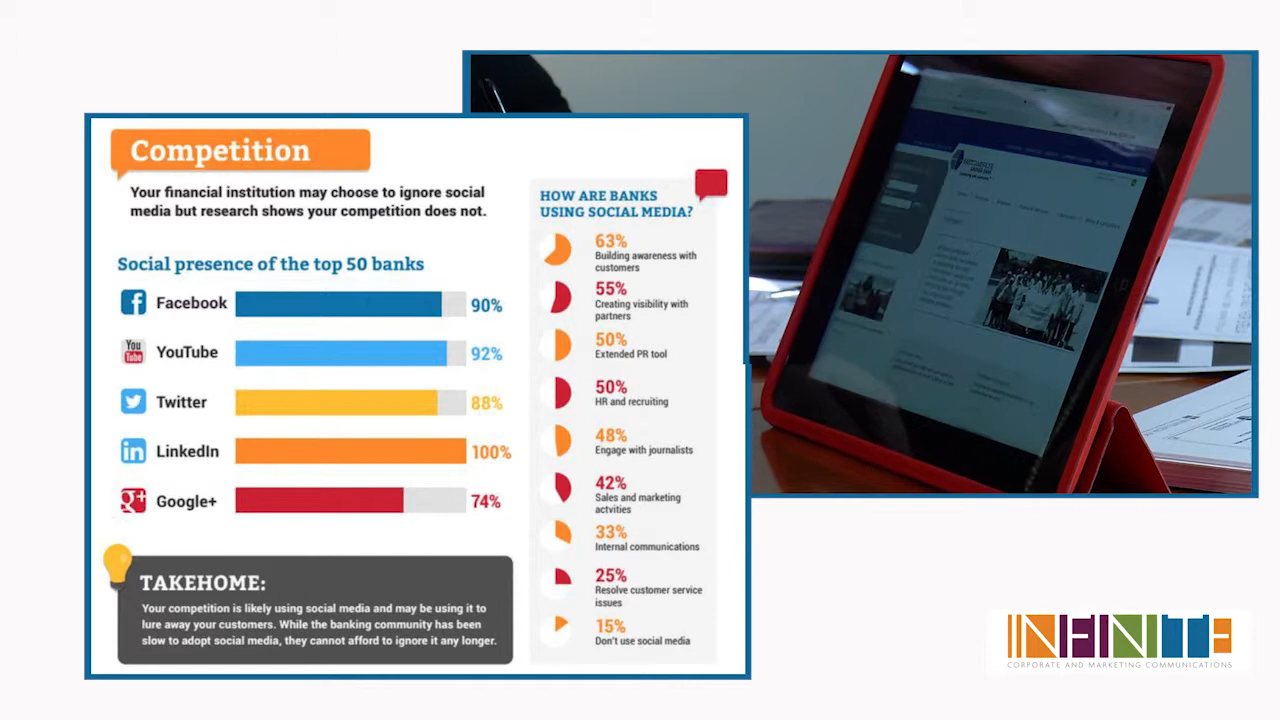 Competition
Your financial institution may choose to ignore social
media but research shows your competition does not.
Social presence of the top 50 banks
Facebook 90%
YouTube 92%
Twitter 88%
LinkedIn 100%
Google+ 74%
TAKEHOME:
Your competition is likely using social media and may be using it to
lure away your customers. While the banking community has been
slow to adopt social media, they cannot afford to ignore it any longer.
HOW ARE BANKS
USING SOCIAL MEDIA?
63%
Building awareness with
customers
55%
Creating visibility with
partners
50%
Extended PR tool
50%
HR and recruiting
48%
Engage with journalists
42%
Sales and marketing
actvities
33%
Internal communications
25%
Resolve customer service
issues
15%
Don't use social media
INFINITE
CORPORATE AND MARKETING COMMUNICATIONS